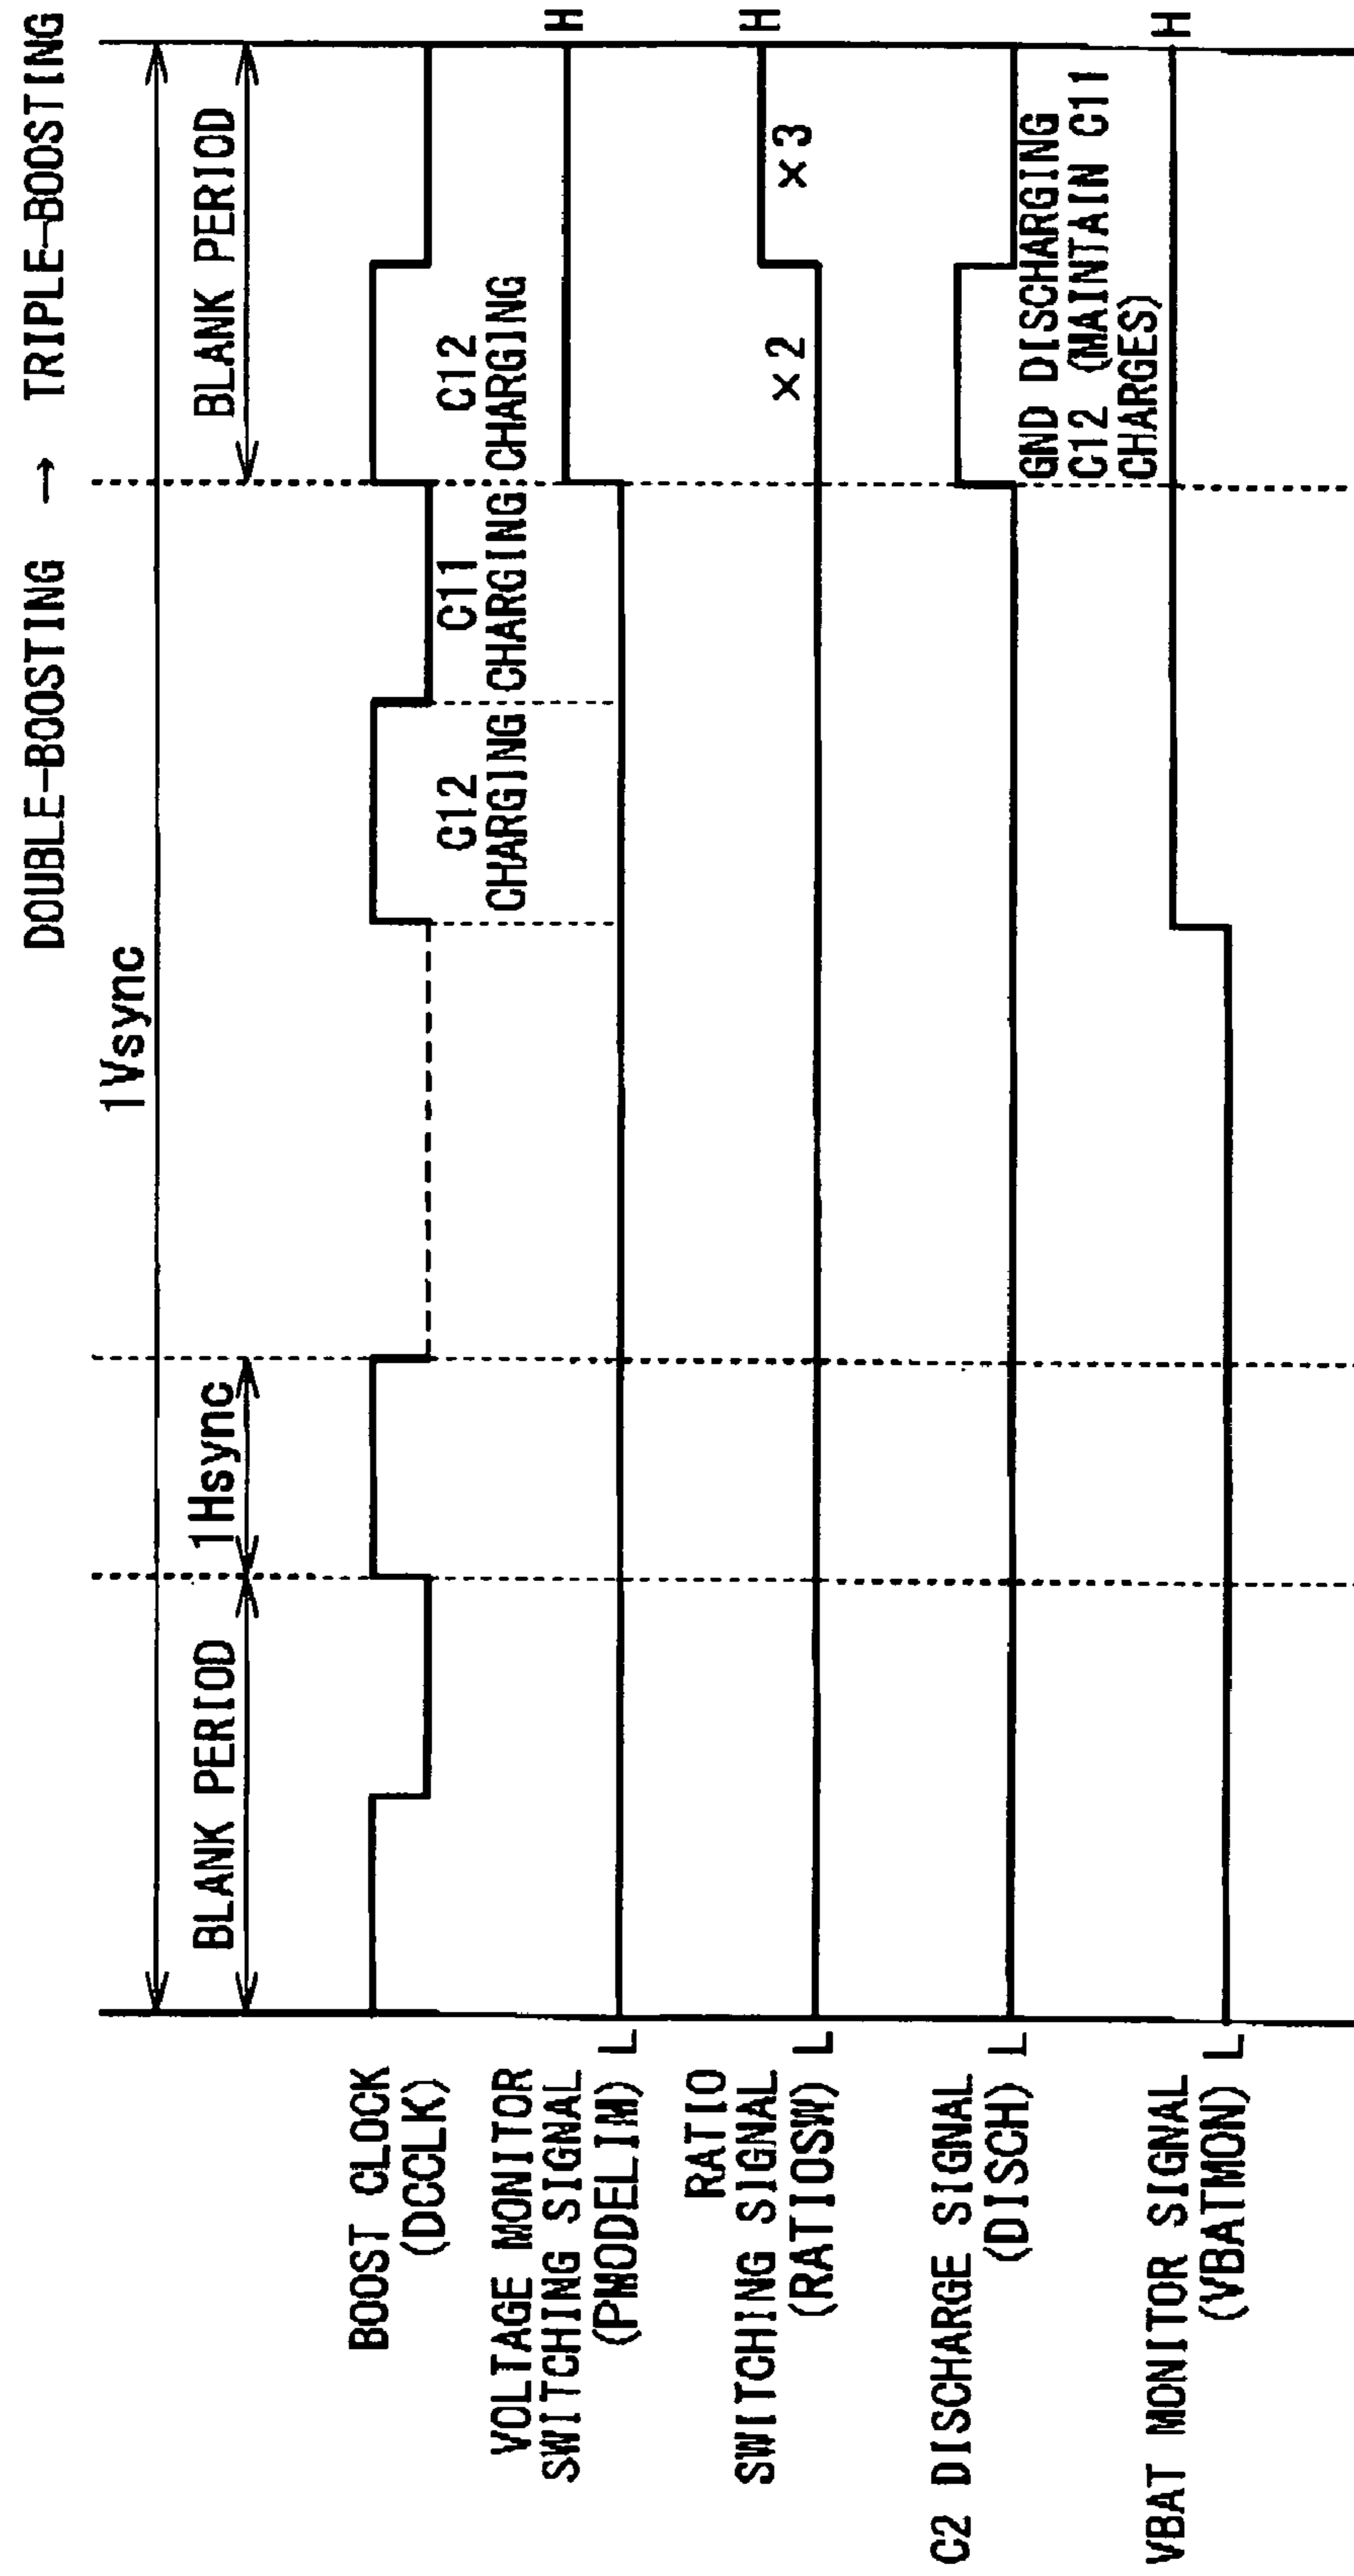 DOUBLE-BOOSTING → TRIPLE-BOOSTING
1Vsync
BLANK PERIOD
1Hsync
BLANK PERIOD
BOOST CLOCK
(DCCLK)
C12
CHARGING
C11
CHARGING
C12
CHARGING
VOLTAGE MONITOR
SWITCHING SIGNAL
(PMODELIM)
L
H
RATIO
SWITCHING SIGNAL
(RATIOSW)
L
×2
×3
H
C2 DISCHARGE SIGNAL
(DISCH)
L
GND DISCHARGING
C12 (MAINTAIN C11
CHARGES)
VBAT MONITOR SIGNAL
(VBATMON)
L
H